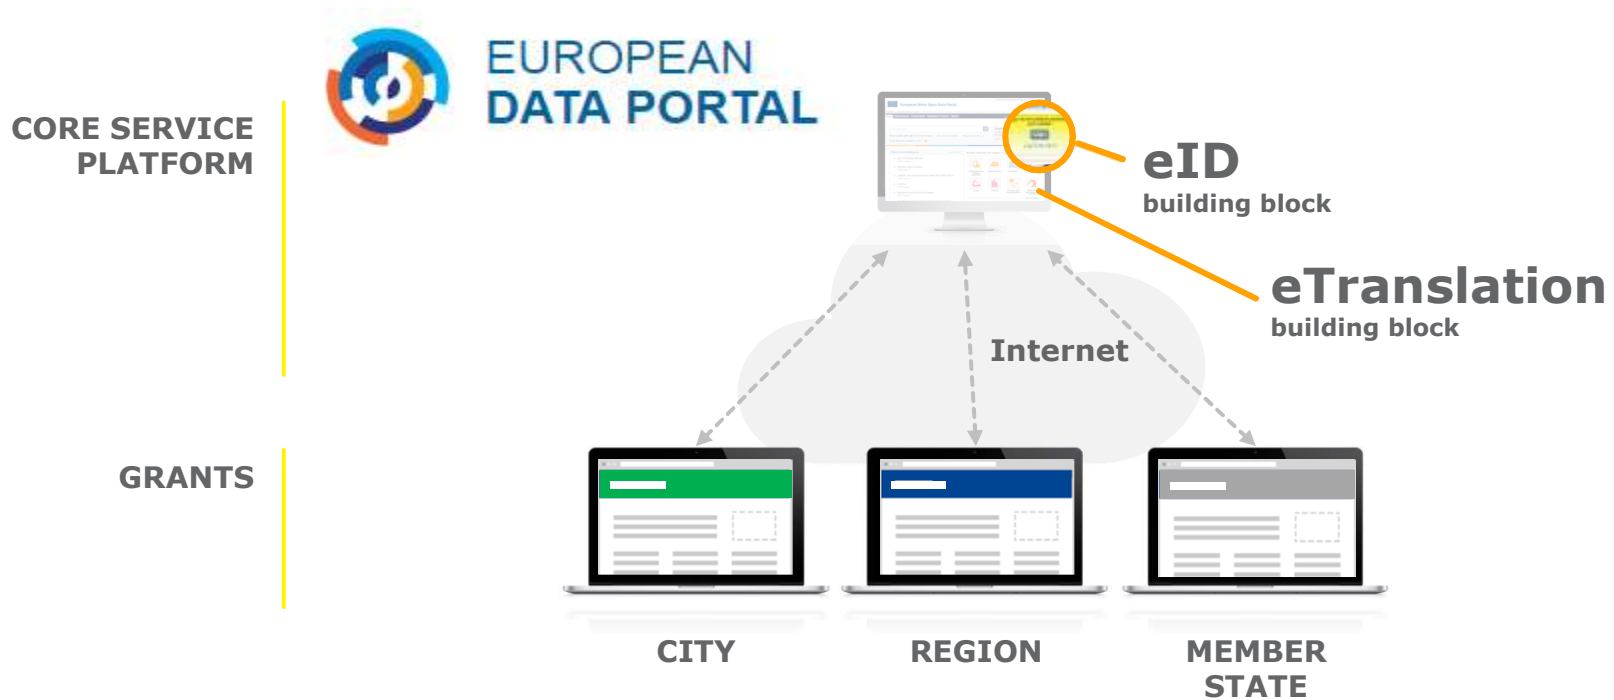 EUROPEAN
DATA PORTAL
CORE SERVICE
PLATFORM
eID
building block
eTranslation
building block
Internet
GRANTS
CITY
REGION
MEMBER
STATE